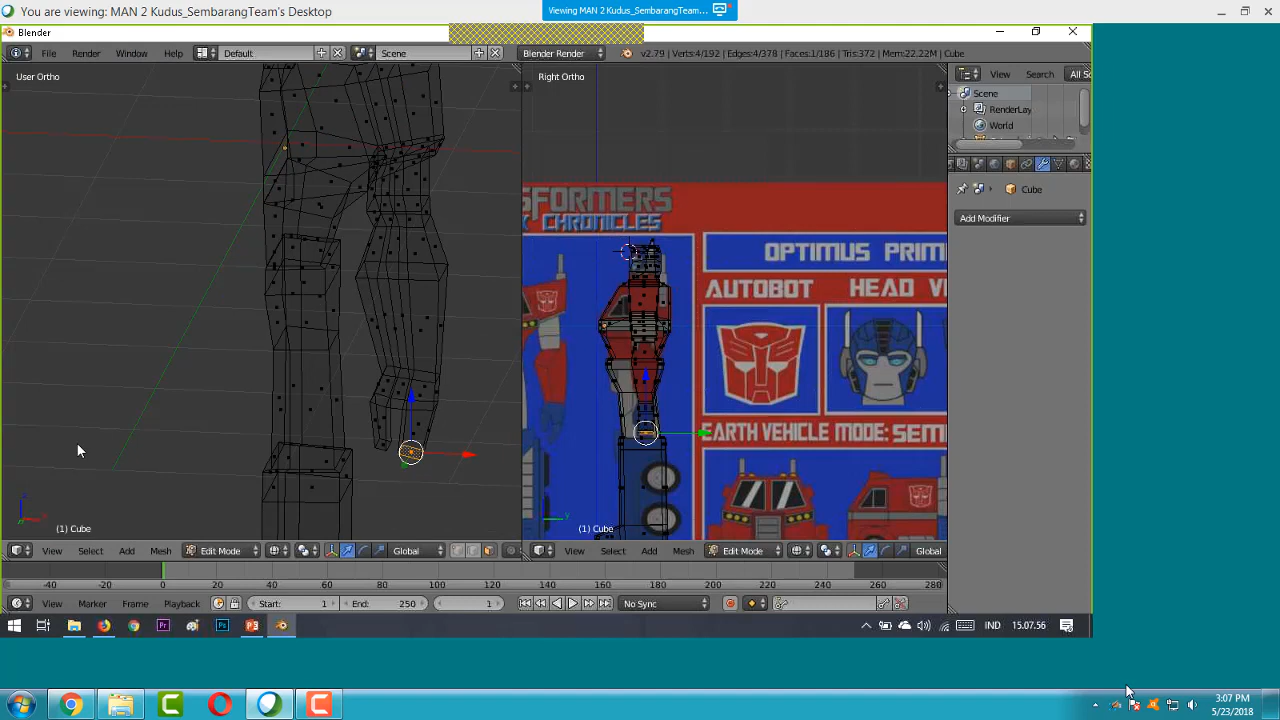 You are viewing: MAN 2 Kudus_SembarangTeam's Desktop
Viewing MAN 2 Kudus_SembarangTeam...
Blender
File Render Window Help Default Scene Blender Render v2.79 | Verts:4/192 | Edges:4/378 | Faces:1/186 | Tris:372 | Mem:22.22M | Cube
User Ortho
Right Ortho
View Search All Sc
Scene
RenderLay
World
Cube
Add Modifier
SFORMERS
X CHRONICLES
OPTIMUS PRIM
AUTOBOT HEAD V
EARTH VEHICLE MODE: SEM
(1) Cube
(1) Cube
View Select Add Mesh Edit Mode Global
View Select Add Mesh Edit Mode Global
-40 -20 0 20 40 60 80 100 120 140 160 180 200 220 240 260 280
View Marker Frame Playback Start: 1 End: 250 1 No Sync
Pr Ps IND 15.07.56
3:07 PM
5/23/2018